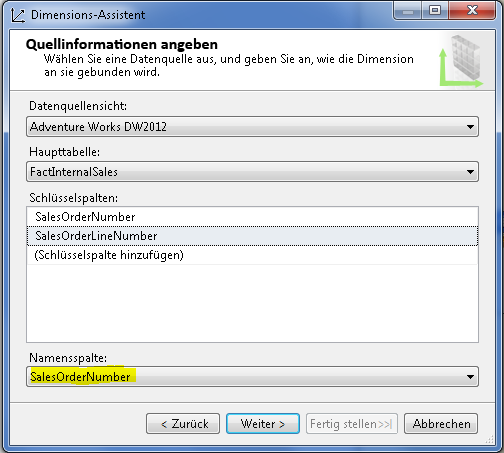 Dimensions-Assistent
Quellinformationen angeben
Wählen Sie eine Datenquelle aus, und geben Sie an, wie die Dimension
an sie gebunden wird.
Datenquellensicht:
Adventure Works DW2012
Haupttabelle:
FactInternalSales
Schlüsselspalten:
SalesOrderNumber
SalesOrderLineNumber
(Schlüsselspalte hinzufügen)
Namensspalte:
SalesOrderNumber
< Zurück Weiter > Fertig stellen>>| Abbrechen